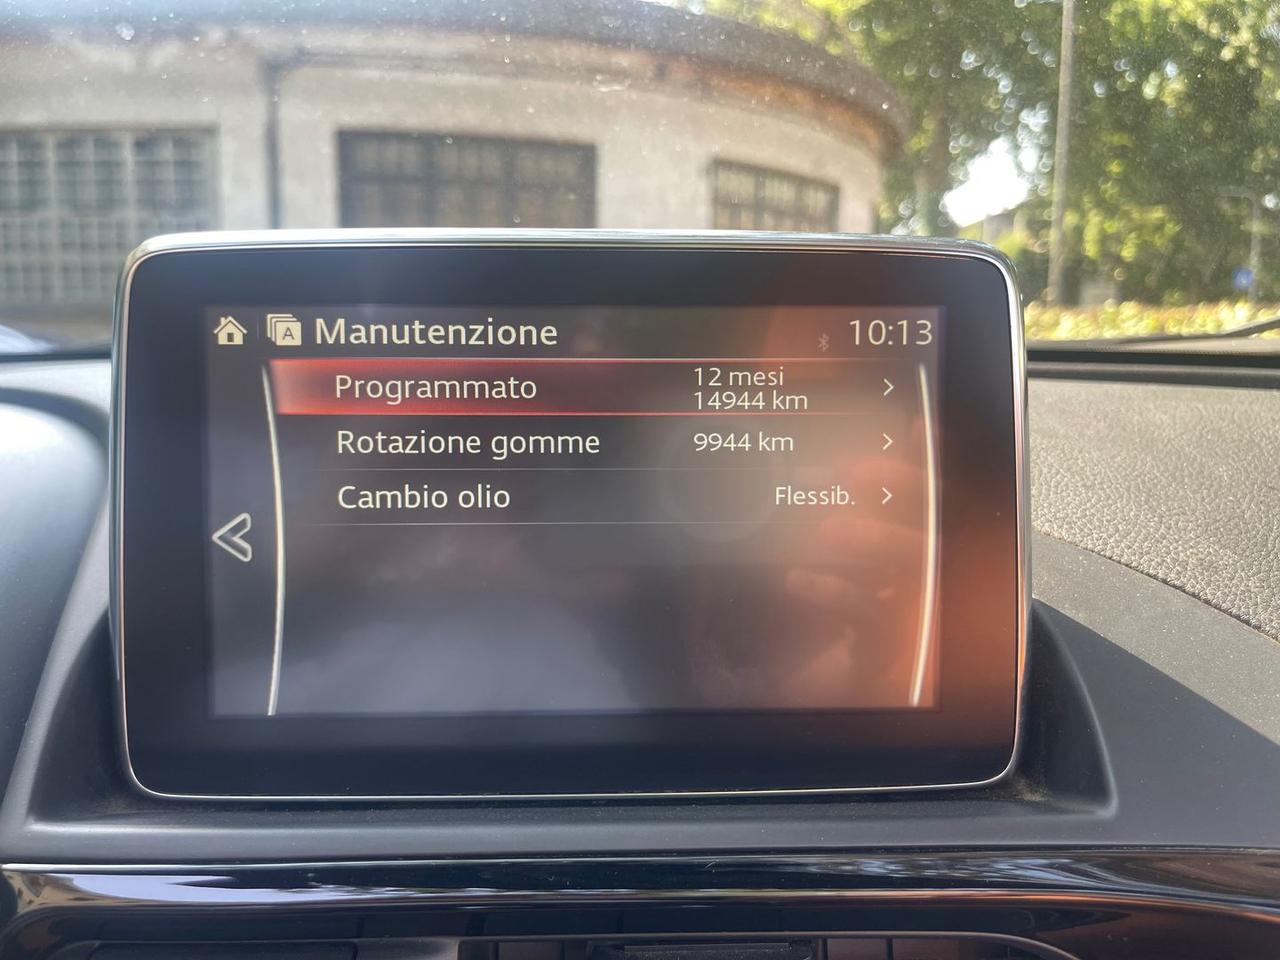 A Manutenzione 10:13
Programmato 12 mesi
14944 km
Rotazione gomme 9944 km
Cambio olio Flessib.